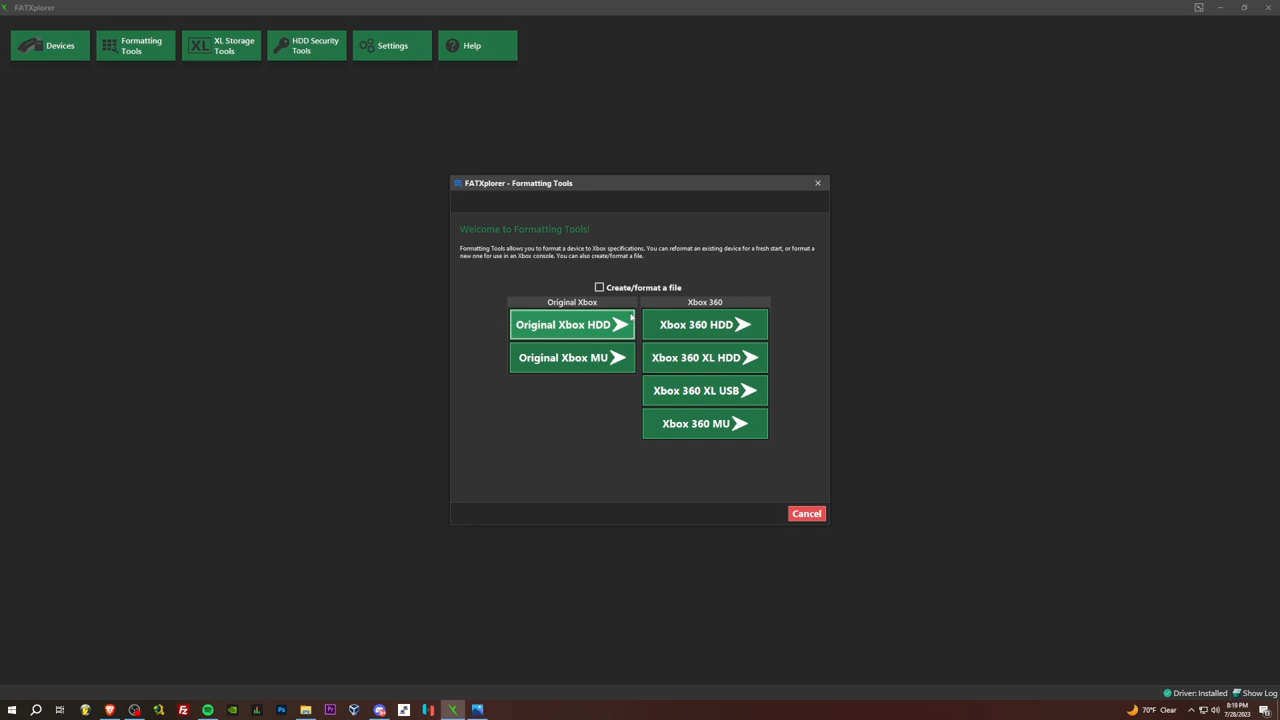 FATXplorer
Devices
Formatting
Tools
XL
XL Storage
Tools
HDD Security
Tools
Settings
?
Help
FATXplorer - Formatting Tools
Welcome to Formatting Tools!
Formatting Tools allows you to format a device to Xbox specifications. You can reformat an existing device for a fresh start, or format a
new one for use in an Xbox console. You can also create/format a file.
Create/format a file
Original Xbox
Xbox 360
Original Xbox HDD
Xbox 360 HDD
Original Xbox MU
Xbox 360 XL HDD
Xbox 360 XL USB
Xbox 360 MU
Cancel
Driver: Installed
Show Log
Fz
Ps
Pr
70°F Clear
8:19 PM
7/28/2023